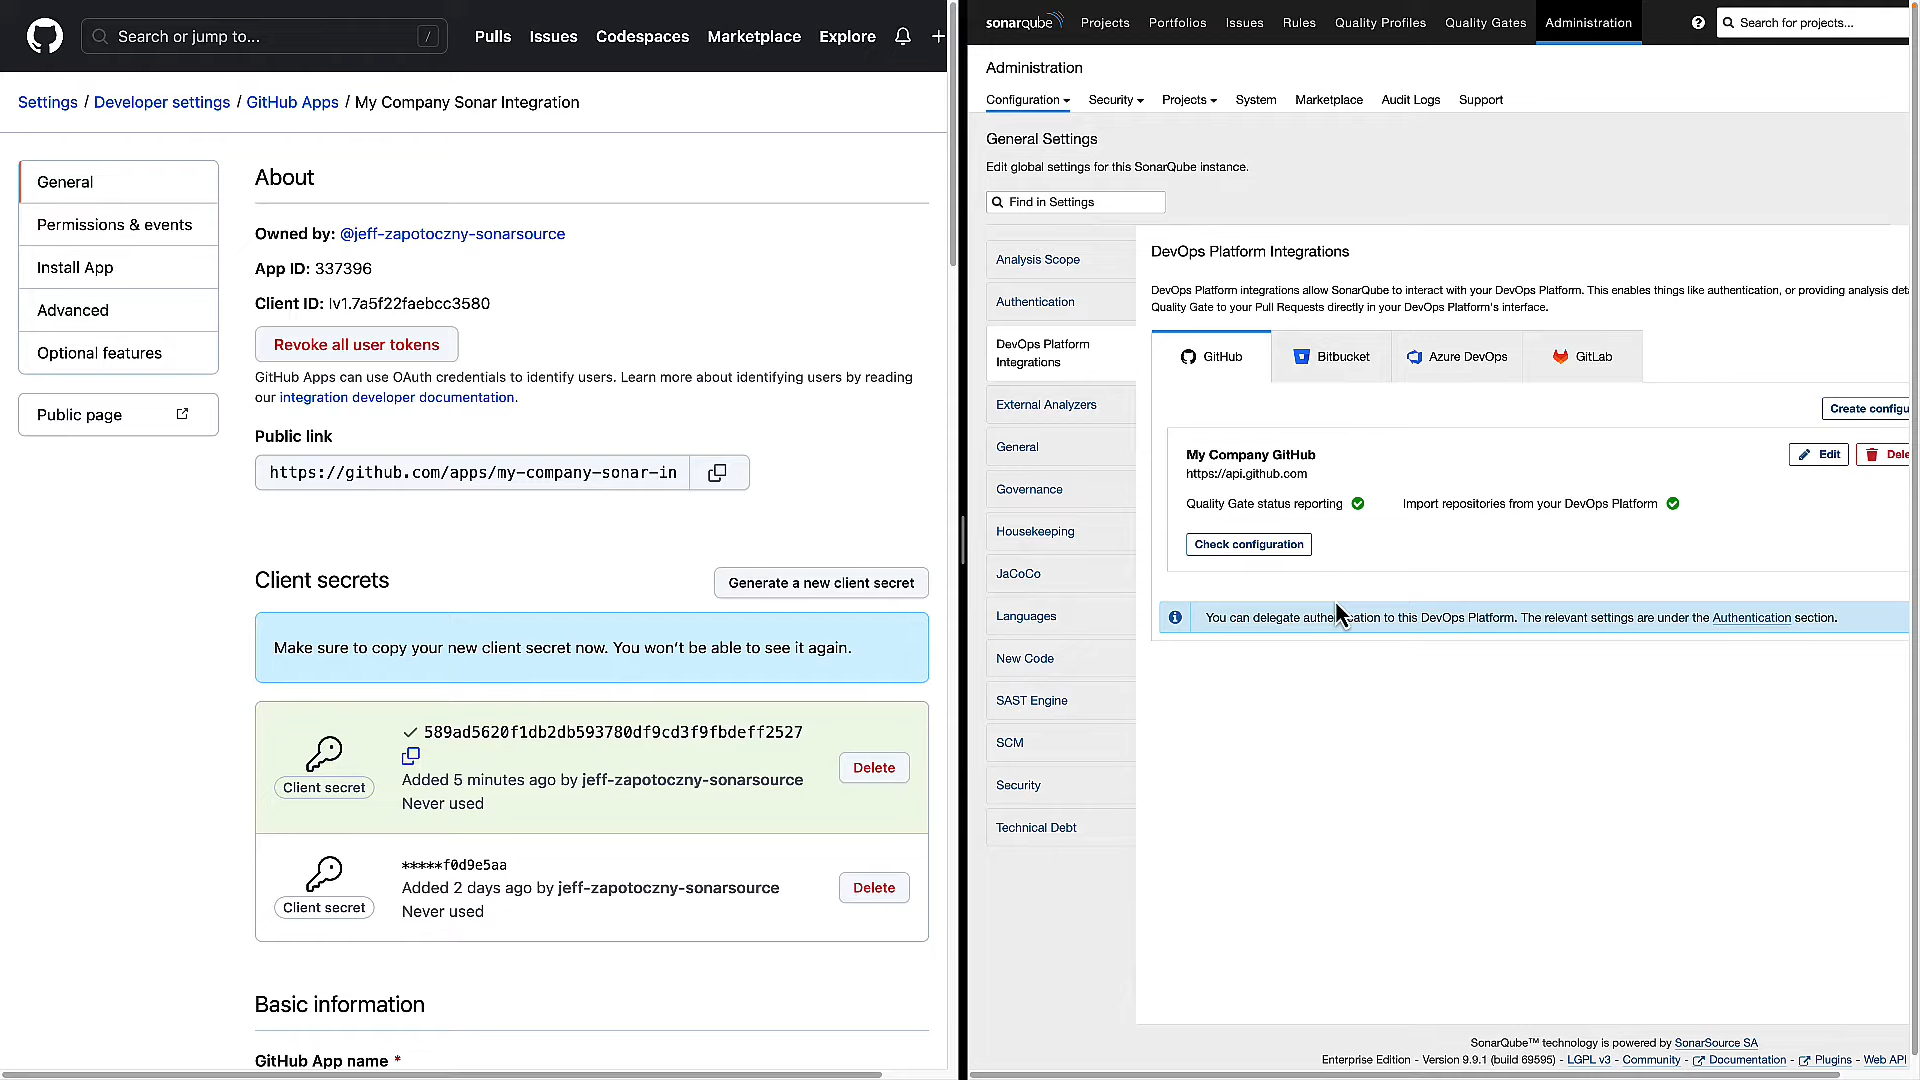 Search or jump to...
/
Pulls
Issues
Codespaces
Marketplace
Explore
Settings / Developer settings / GitHub Apps / My Company Sonar Integration
General
Permissions & events
Install App
Advanced
Optional features
Public page
About
Owned by: @jeff-zapotoczny-sonarsource
App ID: 337396
Client ID: Iv1.7a5f22faebcc3580
Revoke all user tokens
GitHub Apps can use OAuth credentials to identify users. Learn more about identifying users by reading
our integration developer documentation.
Public link
https://github.com/apps/my-company-sonar-in
Client secrets
Generate a new client secret
Make sure to copy your new client secret now. You won't be able to see it again.
Client secret
589ad5620f1db2db593780df9cd3f9fbdeff2527
Added 5 minutes ago by jeff-zapotoczny-sonarsource
Never used
Delete
Client secret
*****f0d9e5aa
Added 2 days ago by jeff-zapotoczny-sonarsource
Never used
Delete
Basic information
GitHub App name *
sonarqube
Projects
Portfolios
Issues
Rules
Quality Profiles
Quality Gates
Administration
Search for projects...
Administration
Configuration
Security
Projects
System
Marketplace
Audit Logs
Support
General Settings
Edit global settings for this SonarQube instance.
Find in Settings
Analysis Scope
Authentication
DevOps Platform
Integrations
External Analyzers
General
Governance
Housekeeping
JaCoCo
Languages
New Code
SAST Engine
SCM
Security
Technical Debt
DevOps Platform Integrations
DevOps Platform integrations allow SonarQube to interact with your DevOps Platform. This enables things like authentication, or providing analysis deta
Quality Gate to your Pull Requests directly in your DevOps Platform's interface.
GitHub
Bitbucket
Azure DevOps
GitLab
Create configu
My Company GitHub
Edit
Dele
https://api.github.com
Quality Gate status reporting
Import repositories from your DevOps Platform
Check configuration
You can delegate authentication to this DevOps Platform. The relevant settings are under the Authentication section.
SonarQube™ technology is powered by SonarSource SA
Enterprise Edition - Version 9.9.1 (build 69595) - LGPL v3 - Community - Documentation - Plugins - Web API